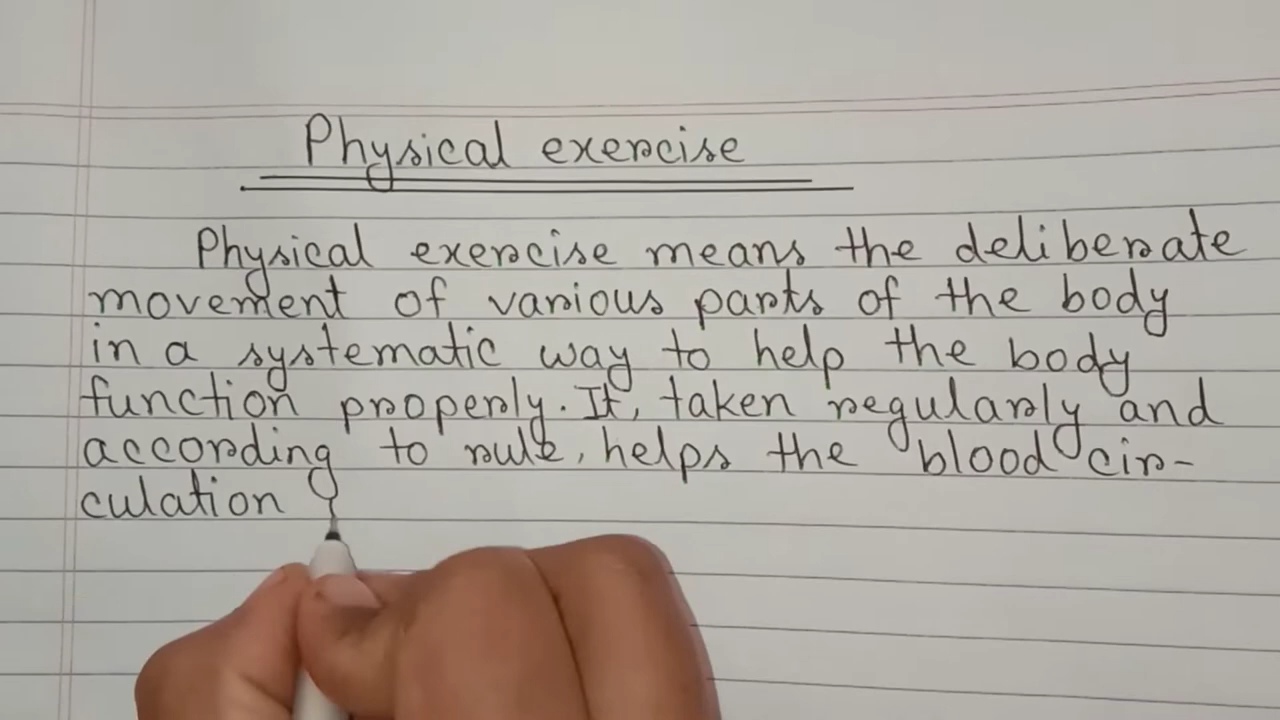 Physical exercise
Physical exercise means the deliberate
movement of various parts of the body
in a systematic way to help the body
function properly. It, taken regularly and
according to rule, helps the blood cir-
culation